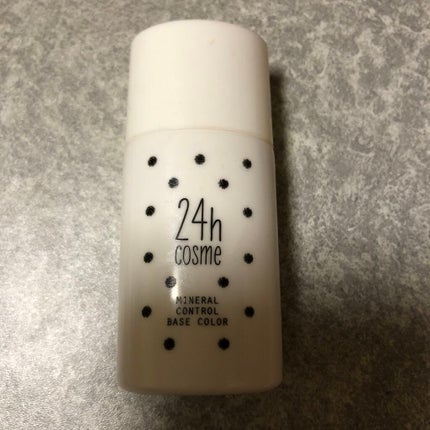 24h
cosme
MINERAL
CONTROL
BASE COLOR